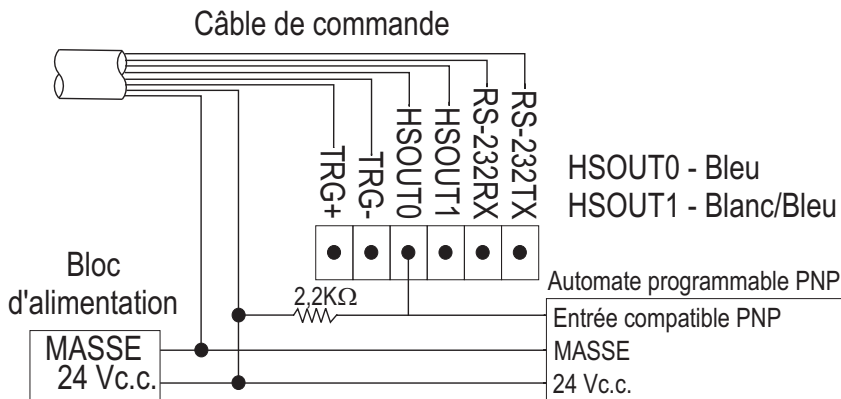 Câble de commande
TRG+
TRG-
HSOUT0
HSOUT1
RS-232RX
RS-232TX
HSOUT0 - Bleu
HSOUT1 - Blanc/Bleu
Bloc
d'alimentation
MASSE
24 Vc.c.
2,2KΩ
Automate programmable PNP
Entrée compatible PNP
MASSE
24 Vc.c.